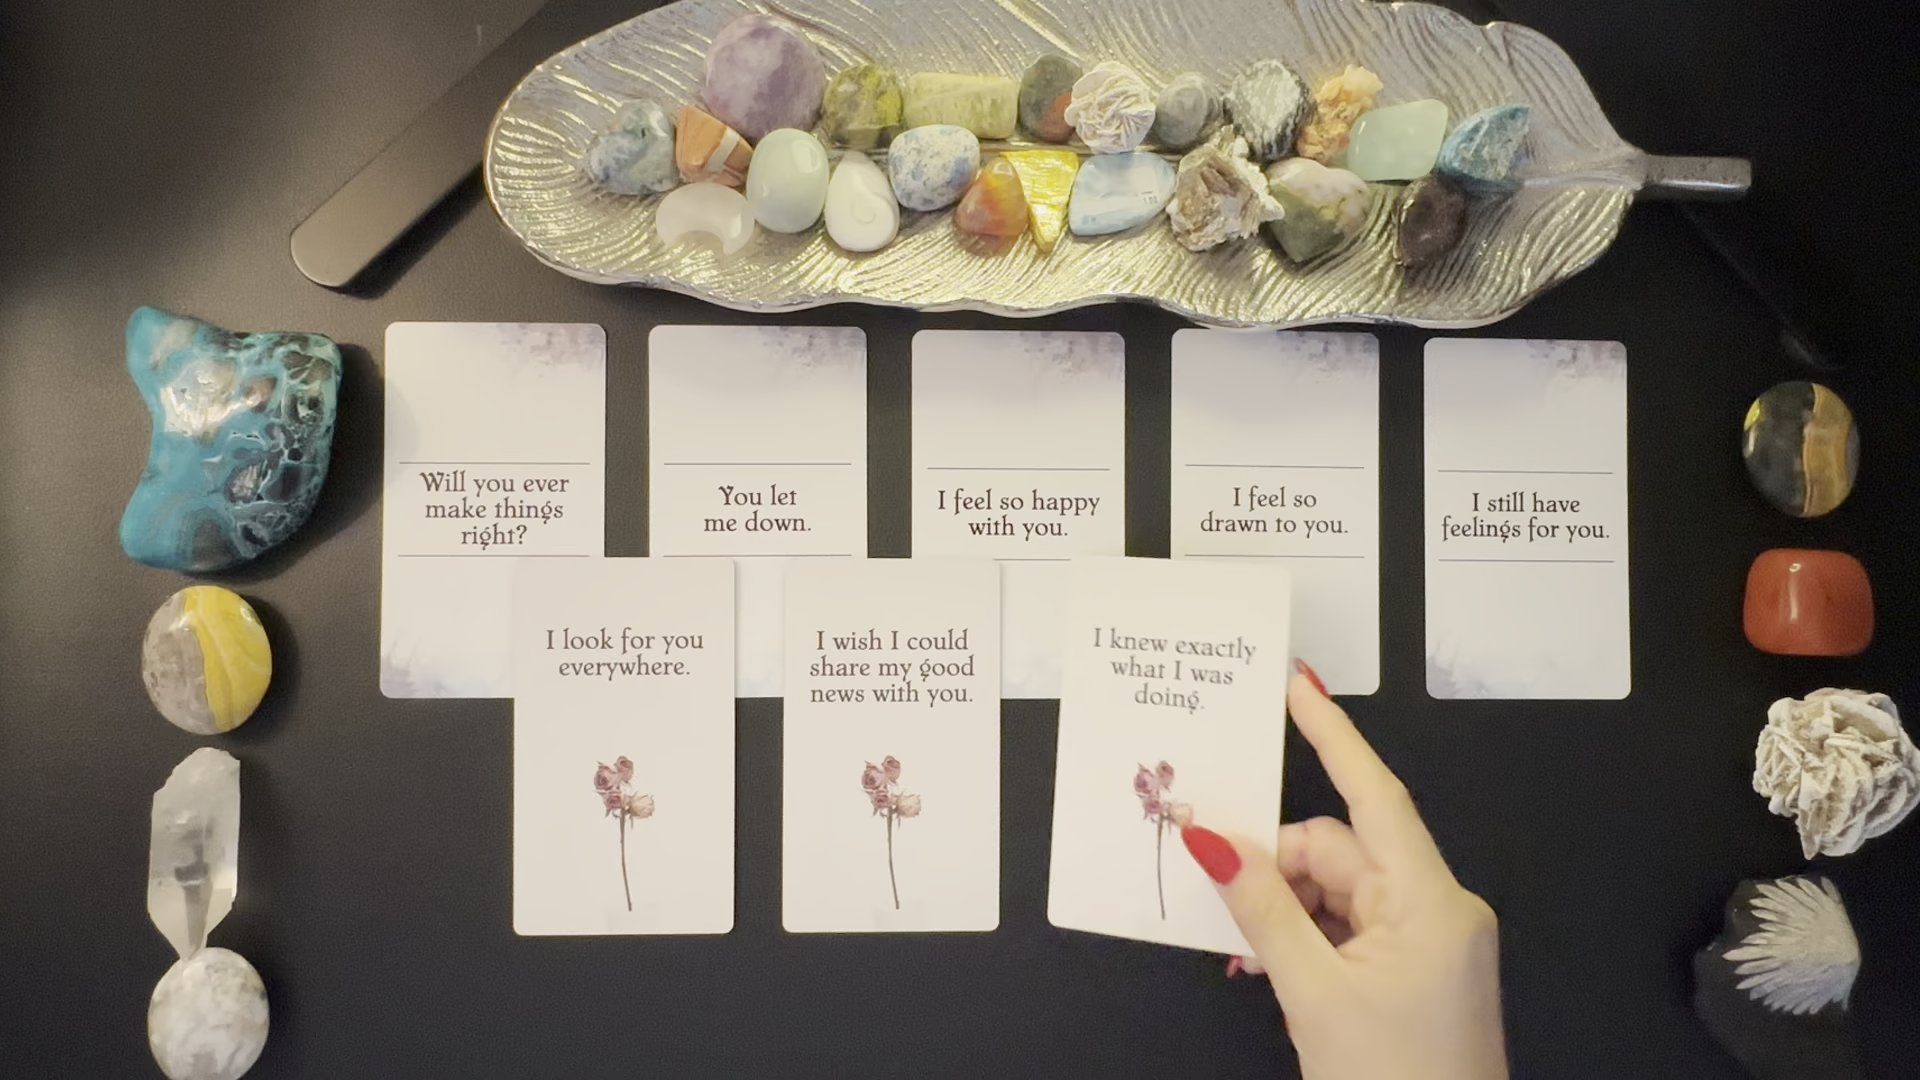 Will you ever
make things
right?
You let
me down.
I feel so happy
with you.
I feel so
drawn to you.
I still have
feelings for you.
I look for you
everywhere.
I wish I could
share my good
news with you.
I knew exactly
what I was
doing.